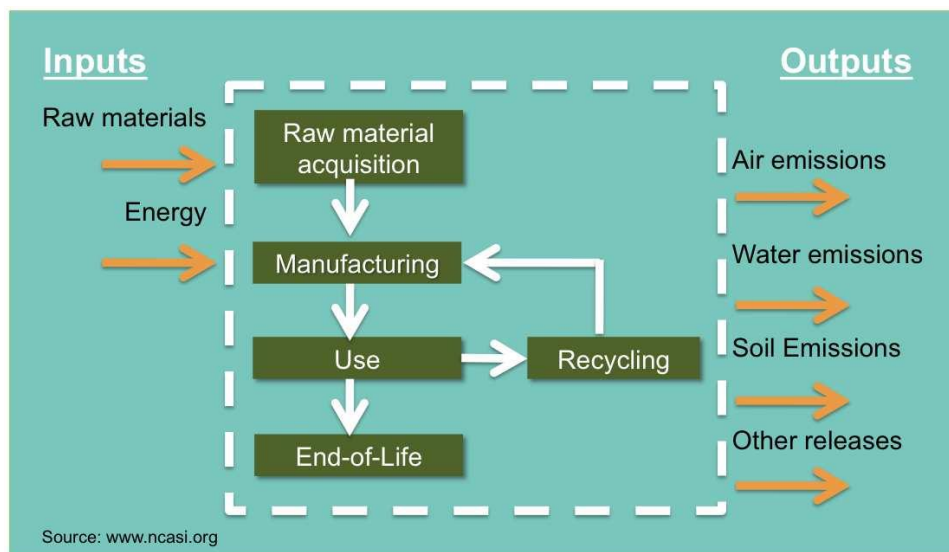 Inputs
Outputs
Raw materials
Raw material
acquisition
Air emissions
Energy
Manufacturing
Water emissions
Use
Recycling
Soil Emissions
End-of-Life
Other releases
Source: www.ncasi.org